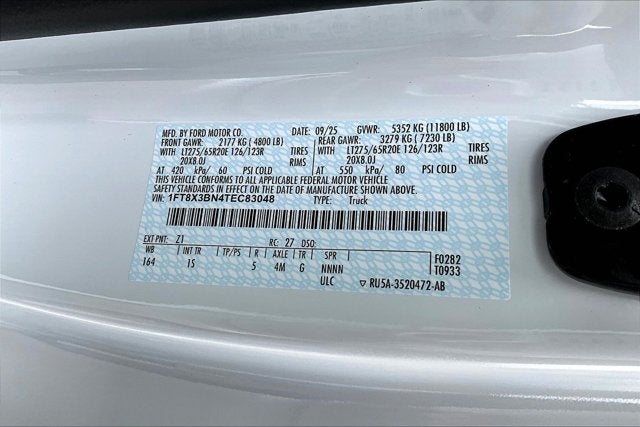 MFD. BY FORD MOTOR CO. DATE: 09/25 GVWR: 5352 KG (11800 LB)
FRONT GAWR: 2177 KG (4800 LB) REAR GAWR: 3279 KG (7230 LB)
WITH LT275/65R20E 126/123R TIRES WITH LT275/65R20E 126/123R TIRES
20X8.0J RIMS 20X8.0J RIMS
AT 420 kPa/ 60 PSI COLD AT 550 kPa/ 80 PSI COLD
THIS VEHICLE CONFORMS TO ALL APPLICABLE FEDERAL MOTOR VEHICLE
SAFETY STANDARD IN EFFECT ON THE DATE OF MANUFACTURE SHOWN ABOVE.
VIN: 1FT8X3BN4TEC83048 TYPE: Truck
EXT PNT: Z1 RC: 27 DSO:
WB INT TR TP/PS R AXLE TR SPR F0282
164 15 5 4M G NNNN T0933
ULC RU5A-3520472-AB